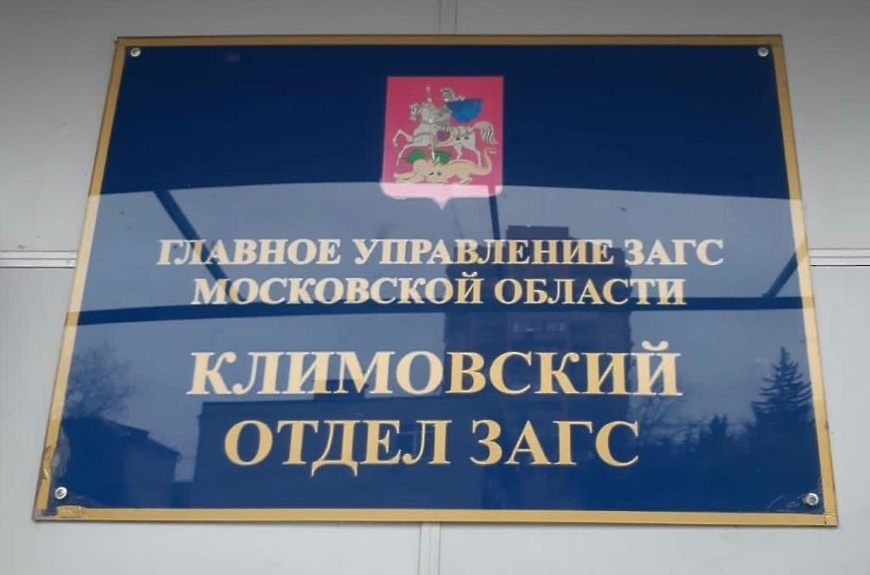 ГЛАВНОЕ УПРАВЛЕНИЕ ЗАГС
МОСКОВСКОЙ ОБЛАСТИ
КЛИМОВСКИЙ
ОТДЕЛ ЗАГС